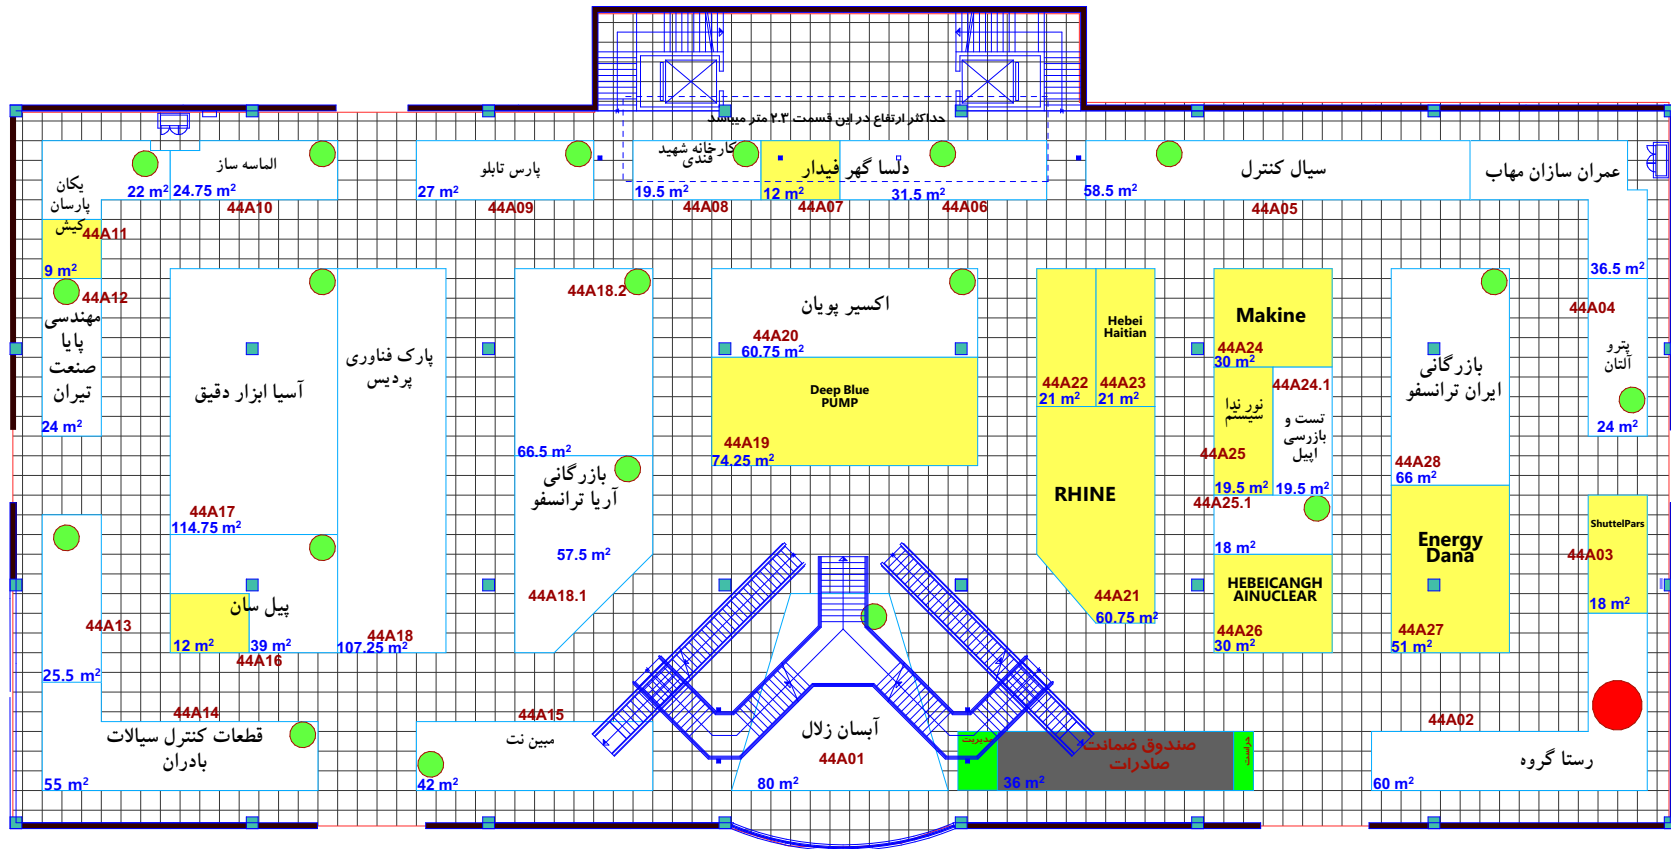 حداکثر ارتفاع در این قسمت ۲.۳ متر میباشد
یکان
پارسان
کیش
22 m²
44A11
9 m²
الماسه ساز
24.75 m²
44A10
پارس تابلو
27 m²
44A09
کارخانه شهید
قندی
19.5 m²
44A08
12 m²
44A07
دلسا گهر فیدار
31.5 m²
44A06
سیال کنترل
58.5 m²
44A05
عمران سازان مهاب
36.5 m²
44A04
پترو
آلتان
24 m²
44A12
مهندسی
پایا
صنعت
تیران
24 m²
آسیا ابزار دقیق
44A17
114.75 m²
پارک فناوری
پردیس
44A18
107.25 m²
44A18.2
66.5 m²
بازرگانی
آریا ترانسفو
57.5 m²
44A18.1
اکسیر پویان
44A20
60.75 m²
Deep Blue
PUMP
44A19
74.25 m²
44A22
21 m²
Hebei
Haitian
44A23
21 m²
RHINE
44A21
60.75 m²
Makine
44A24
30 m²
نور ندا
سیستم
44A25
19.5 m²
44A24.1
تست و
بازرسی
اپیل
19.5 m²
44A25.1
18 m²
HEBEICANGH
AINUCLEAR
44A26
30 m²
بازرگانی
ایران ترانسفو
44A28
66 m²
Energy
Dana
44A27
51 m²
ShuttelPars
44A03
18 m²
44A13
25.5 m²
پیل سان
12 m²
39 m²
44A16
44A14
قطعات کنترل سیالات
بادران
55 m²
44A15
مبین نت
42 m²
آبسان زلال
44A01
80 m²
مدیریت
صندوق ضمانت
صادرات
36 m²
حراست
44A02
رستا گروه
60 m²